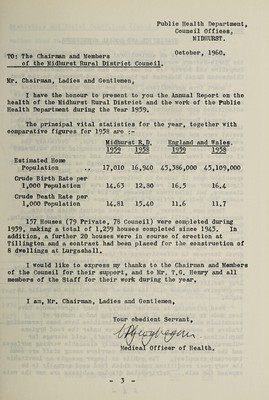 Public Health Department,
Council Offices,
MIDHURST.
October, 1960.
TO: The Chairman and Members
of the Midhurst Rural District Council.
Mr. Chairman, Ladies and Gentlemen,
I have the honour to present to you the Annual Report on the
health of the Midhurst Rural District and the work of the Public
Health Department during the Year 1959.
The principal vital statistics for the year, together with
comparative figures for 1958 are :-
Midhurst R.D. England and Wales.
1959 1958 1959 1958
Estimated Home
Population .. 17,010 16,940 45,386,000 45,109,000
Crude Birth Rate per
1,000 Population 14.63 12.80 16.5 16.4
Crude Death Rate per
1,000 Population 14.81 15.40 11.6 11.7
157 Houses (79 Private, 78 Council) were completed during
1959, making a total of 1,259 houses completed since 1945. In
addition, a further 20 houses were in course of erection at
Tillington and a contract had been placed for the construction of
8 dwellings at Lurgashall.
I would like to express my thanks to the Chairman and Members
of the Council for their support, and to Mr. T.G. Henry and all
members of the Staff for their work during the year.
I am, Mr. Chairman, Ladies and Gentlemen,
Your obedient Servant,
Medical Officer of Health.
- 3 -